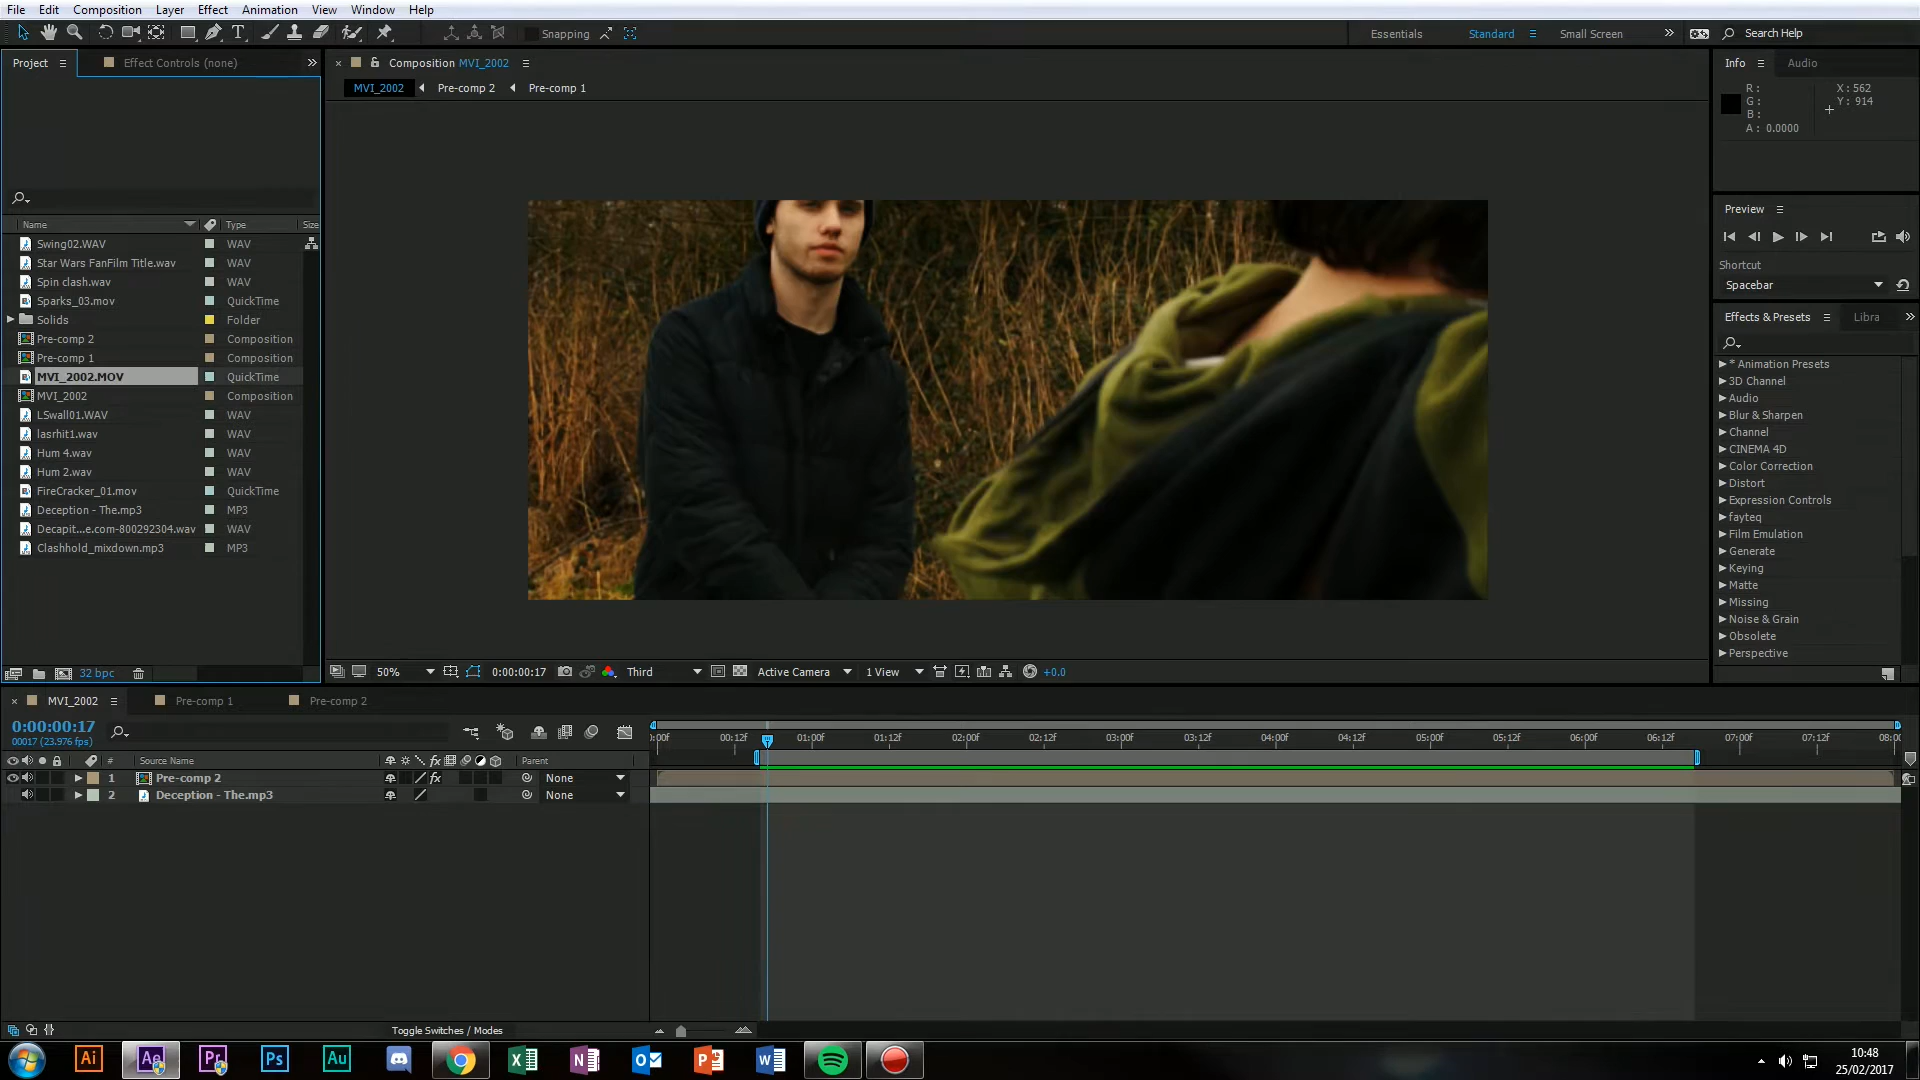 File Edit Composition Layer Effect Animation View Window Help
Snapping
Essentials Standard Small Screen Search Help
Project Effect Controls (none)
Composition MVI_2002
MVI_2002 Pre-comp 2 Pre-comp 1
Name Type Size
Swing02.WAV WAV
Star Wars FanFilm Title.wav WAV
Spin clash.wav WAV
Sparks_03.mov QuickTime
Solids Folder
Pre-comp 2 Composition
Pre-comp 1 Composition
MVI_2002.MOV QuickTime
MVI_2002 Composition
LSwall01.WAV WAV
lasrhit1.wav WAV
Hum 4.wav WAV
Hum 2.wav WAV
FireCracker_01.mov QuickTime
Deception - The.mp3 MP3
Decapit...e.com-800292304.wav WAV
Clashhold_mixdown.mp3 MP3
32 bpc
50% 0:00:00:17 Third Active Camera 1 View +0.0
Info Audio
R : X : 562
G : Y : 914
B :
A : 0.0000
Preview
Shortcut
Spacebar
Effects & Presets Libra
* Animation Presets
3D Channel
Audio
Blur & Sharpen
Channel
CINEMA 4D
Color Correction
Distort
Expression Controls
fayteq
Film Emulation
Generate
Keying
Matte
Missing
Noise & Grain
Obsolete
Perspective
MVI_2002 Pre-comp 1 Pre-comp 2
0:00:00:17
00017 (23.976 fps)
:00f 00:12f 01:00f 01:12f 02:00f 02:12f 03:00f 03:12f 04:00f 04:12f 05:00f 05:12f 06:00f 06:12f 07:00f 07:12f 08:00
# Source Name Parent
1 Pre-comp 2 fx None
2 Deception - The.mp3 None
Toggle Switches / Modes
Ai Ae Pr Ps Au
10:48
25/02/2017